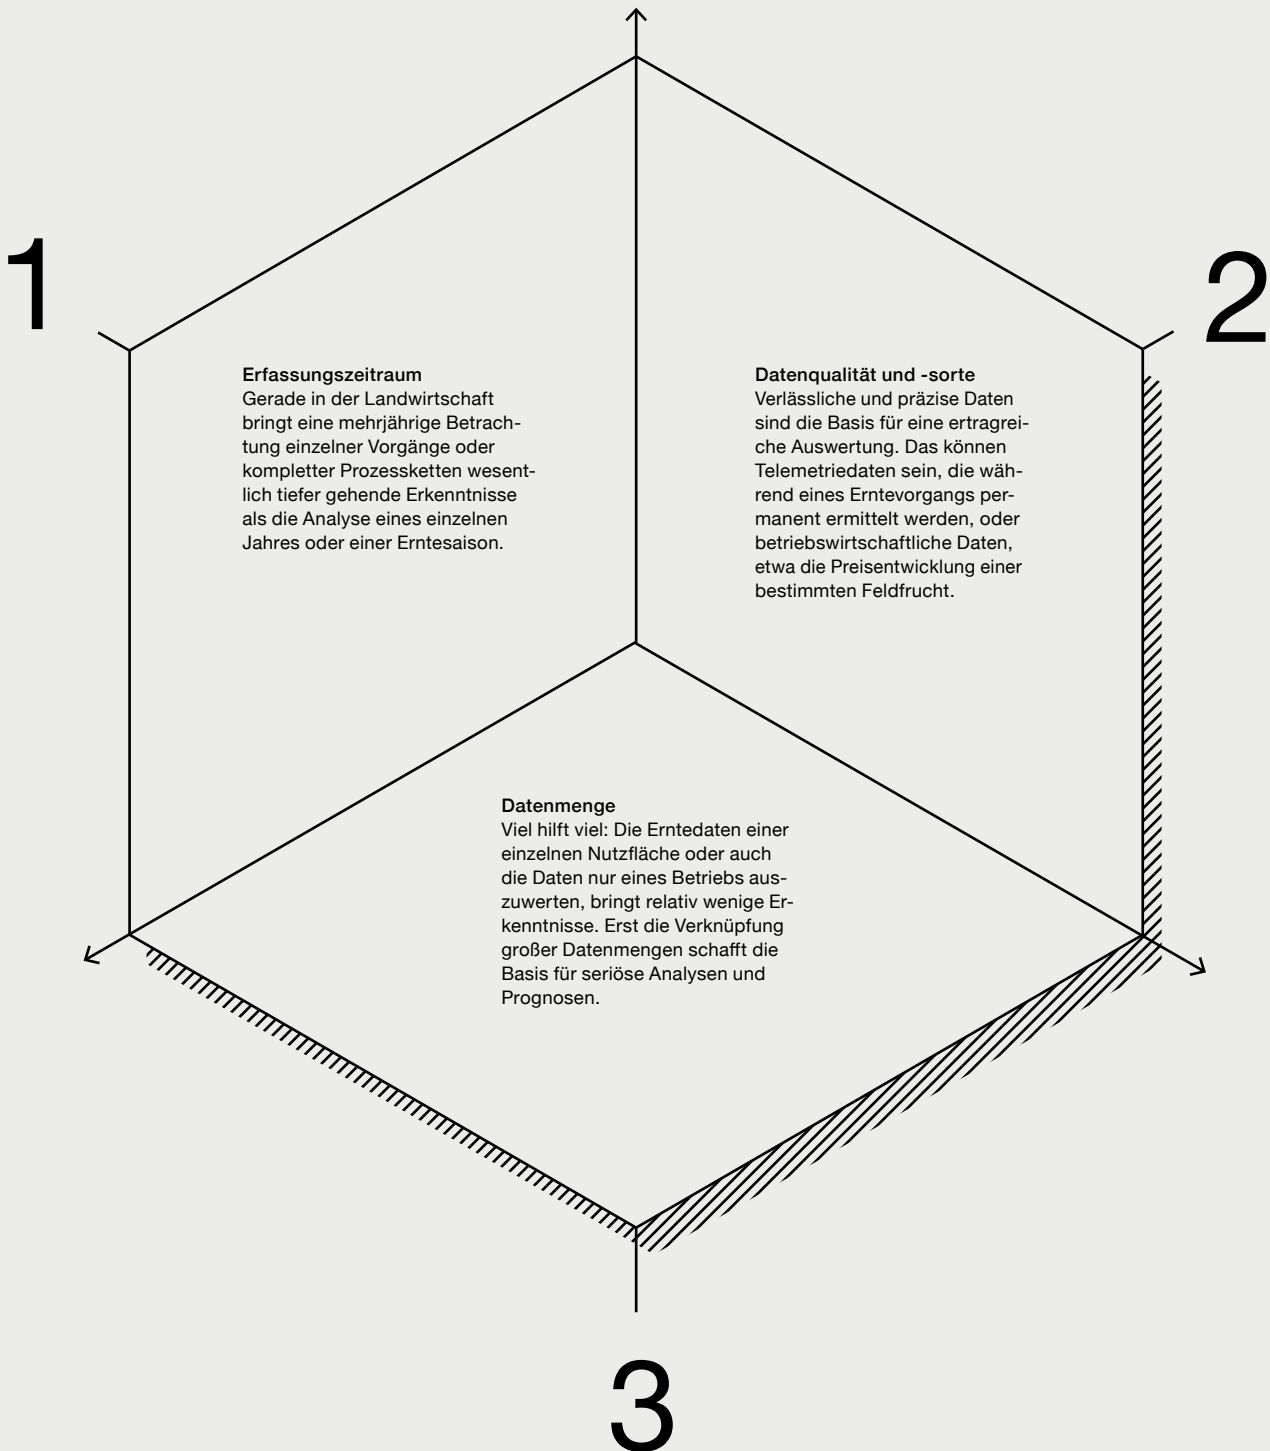 1
Erfassungszeitraum
Gerade in der Landwirtschaft
bringt eine mehrjährige Betrach-
tung einzelner Vorgänge oder
kompletter Prozessketten wesent-
lich tiefer gehende Erkenntnisse
als die Analyse eines einzelnen
Jahres oder einer Erntesaison.
2
Datenqualität und -sorte
Verlässliche und präzise Daten
sind die Basis für eine ertragrei-
che Auswertung. Das können
Telemetriedaten sein, die wäh-
rend eines Erntevorgangs per-
manent ermittelt werden, oder
betriebswirtschaftliche Daten,
etwa die Preisentwicklung einer
bestimmten Feldfrucht.
Datenmenge
Viel hilft viel: Die Erntedaten einer
einzelnen Nutzfläche oder auch
die Daten nur eines Betriebs aus-
zuwerten, bringt relativ wenige Er-
kenntnisse. Erst die Verknüpfung
großer Datenmengen schafft die
Basis für seriöse Analysen und
Prognosen.
3